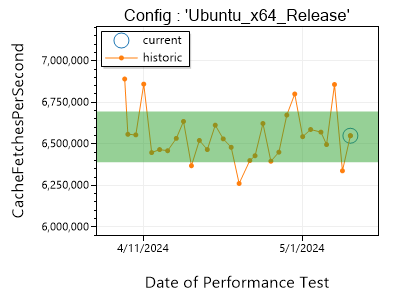 Config : 'Ubuntu_x64_Release'
current
historic
7,000,000
6,750,000
6,500,000
6,250,000
6,000,000
CacheFetchesPerSecond
4/11/2024
5/1/2024
Date of Performance Test